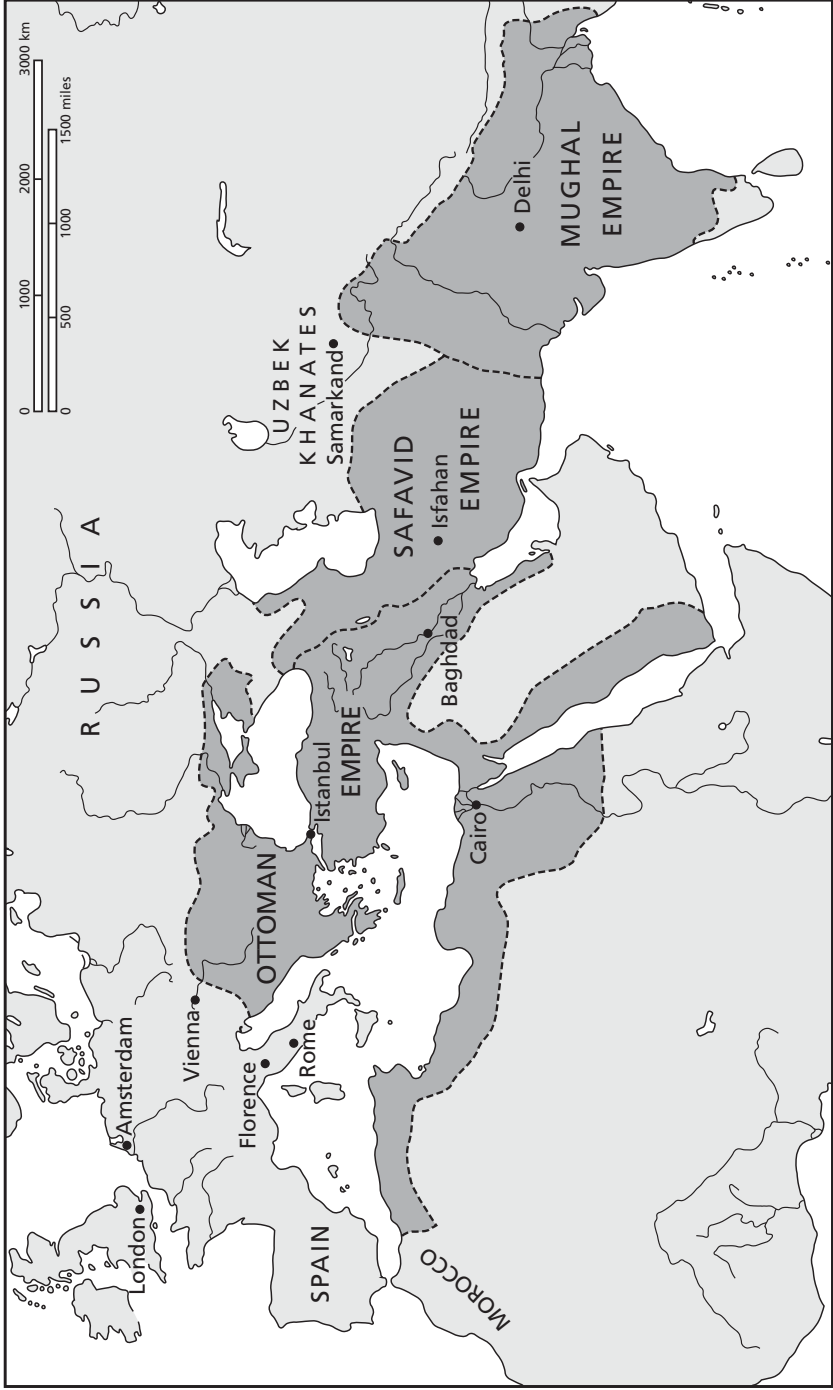 0 1000 2000 3000 km
0 500 1000 1500 miles
RUSSIA
London
Amsterdam
Vienna
Florence
Rome
SPAIN
MOROCCO
OTTOMAN
EMPIRE
Istanbul
Cairo
Baghdad
UZBEK
KHANATES
Samarkand
SAFAVID
EMPIRE
Isfahan
Delhi
MUGHAL
EMPIRE